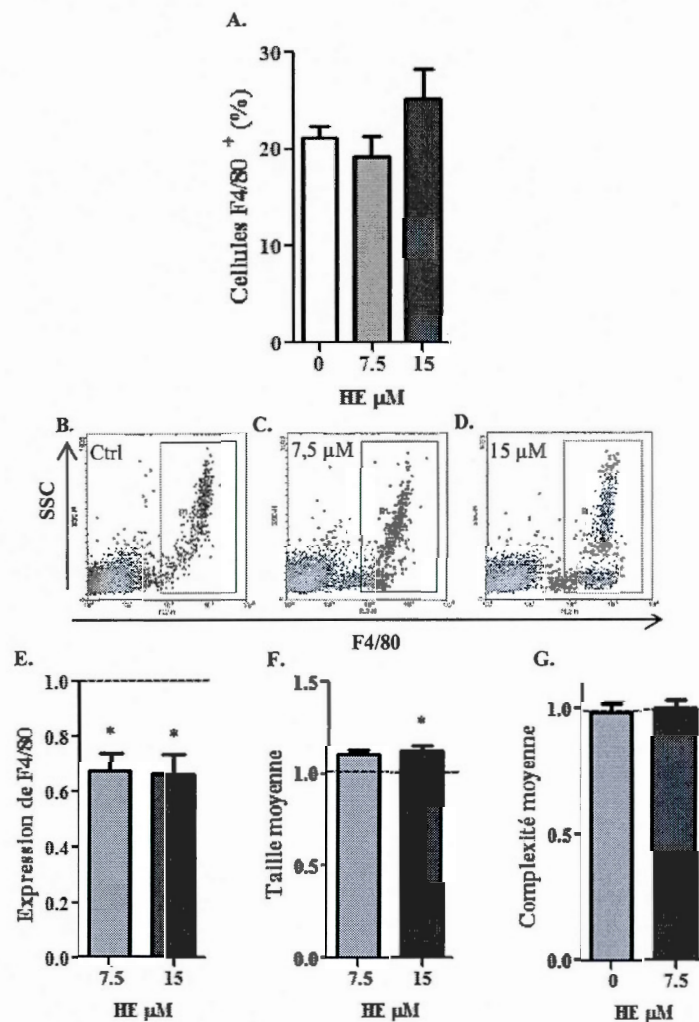 A.
30
20
10
0
Cellules F4/80 + (%)
0 7.5 15
HE µM
B. C. D.
Ctrl 7,5 µM 15 µM
SSC
F4/80
E. F. G.
1.0
0.8
0.6
0.4
0.2
0.0
Expression de F4/80
* *
7.5 15
HE µM
1.5
1.0
0.5
0.0
Taille moyenne
*
7.5 15
HE µM
1.0
0.5
0.0
Complexité moyenne
0 7.5
HE µM